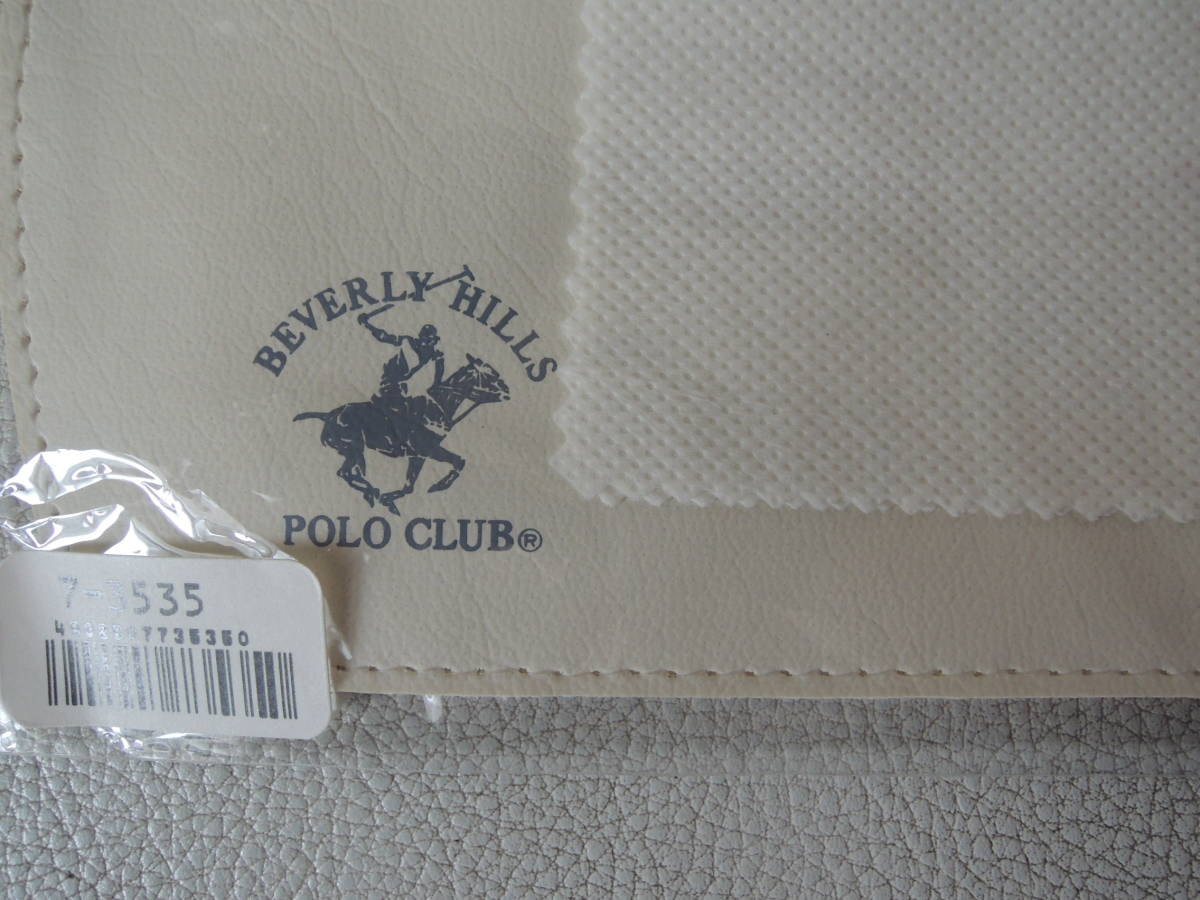 BEVERLY HILLS
POLO CLUB®
7-3535